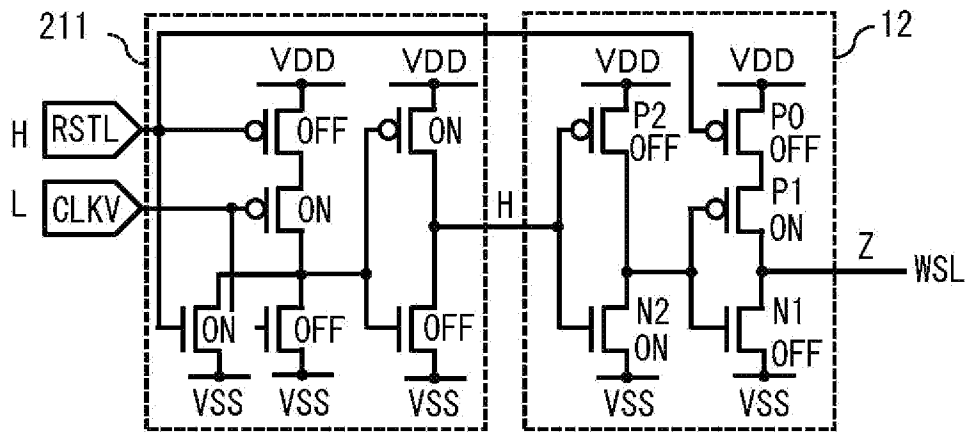 211
12
VDD
VDD
VDD
VDD
H
RSTL
OFF
ON
P2
OFF
P0
OFF
L
CLKV
ON
H
P1
ON
Z
WSL
ON
OFF
OFF
N2
ON
N1
OFF
VSS
VSS
VSS
VSS
VSS